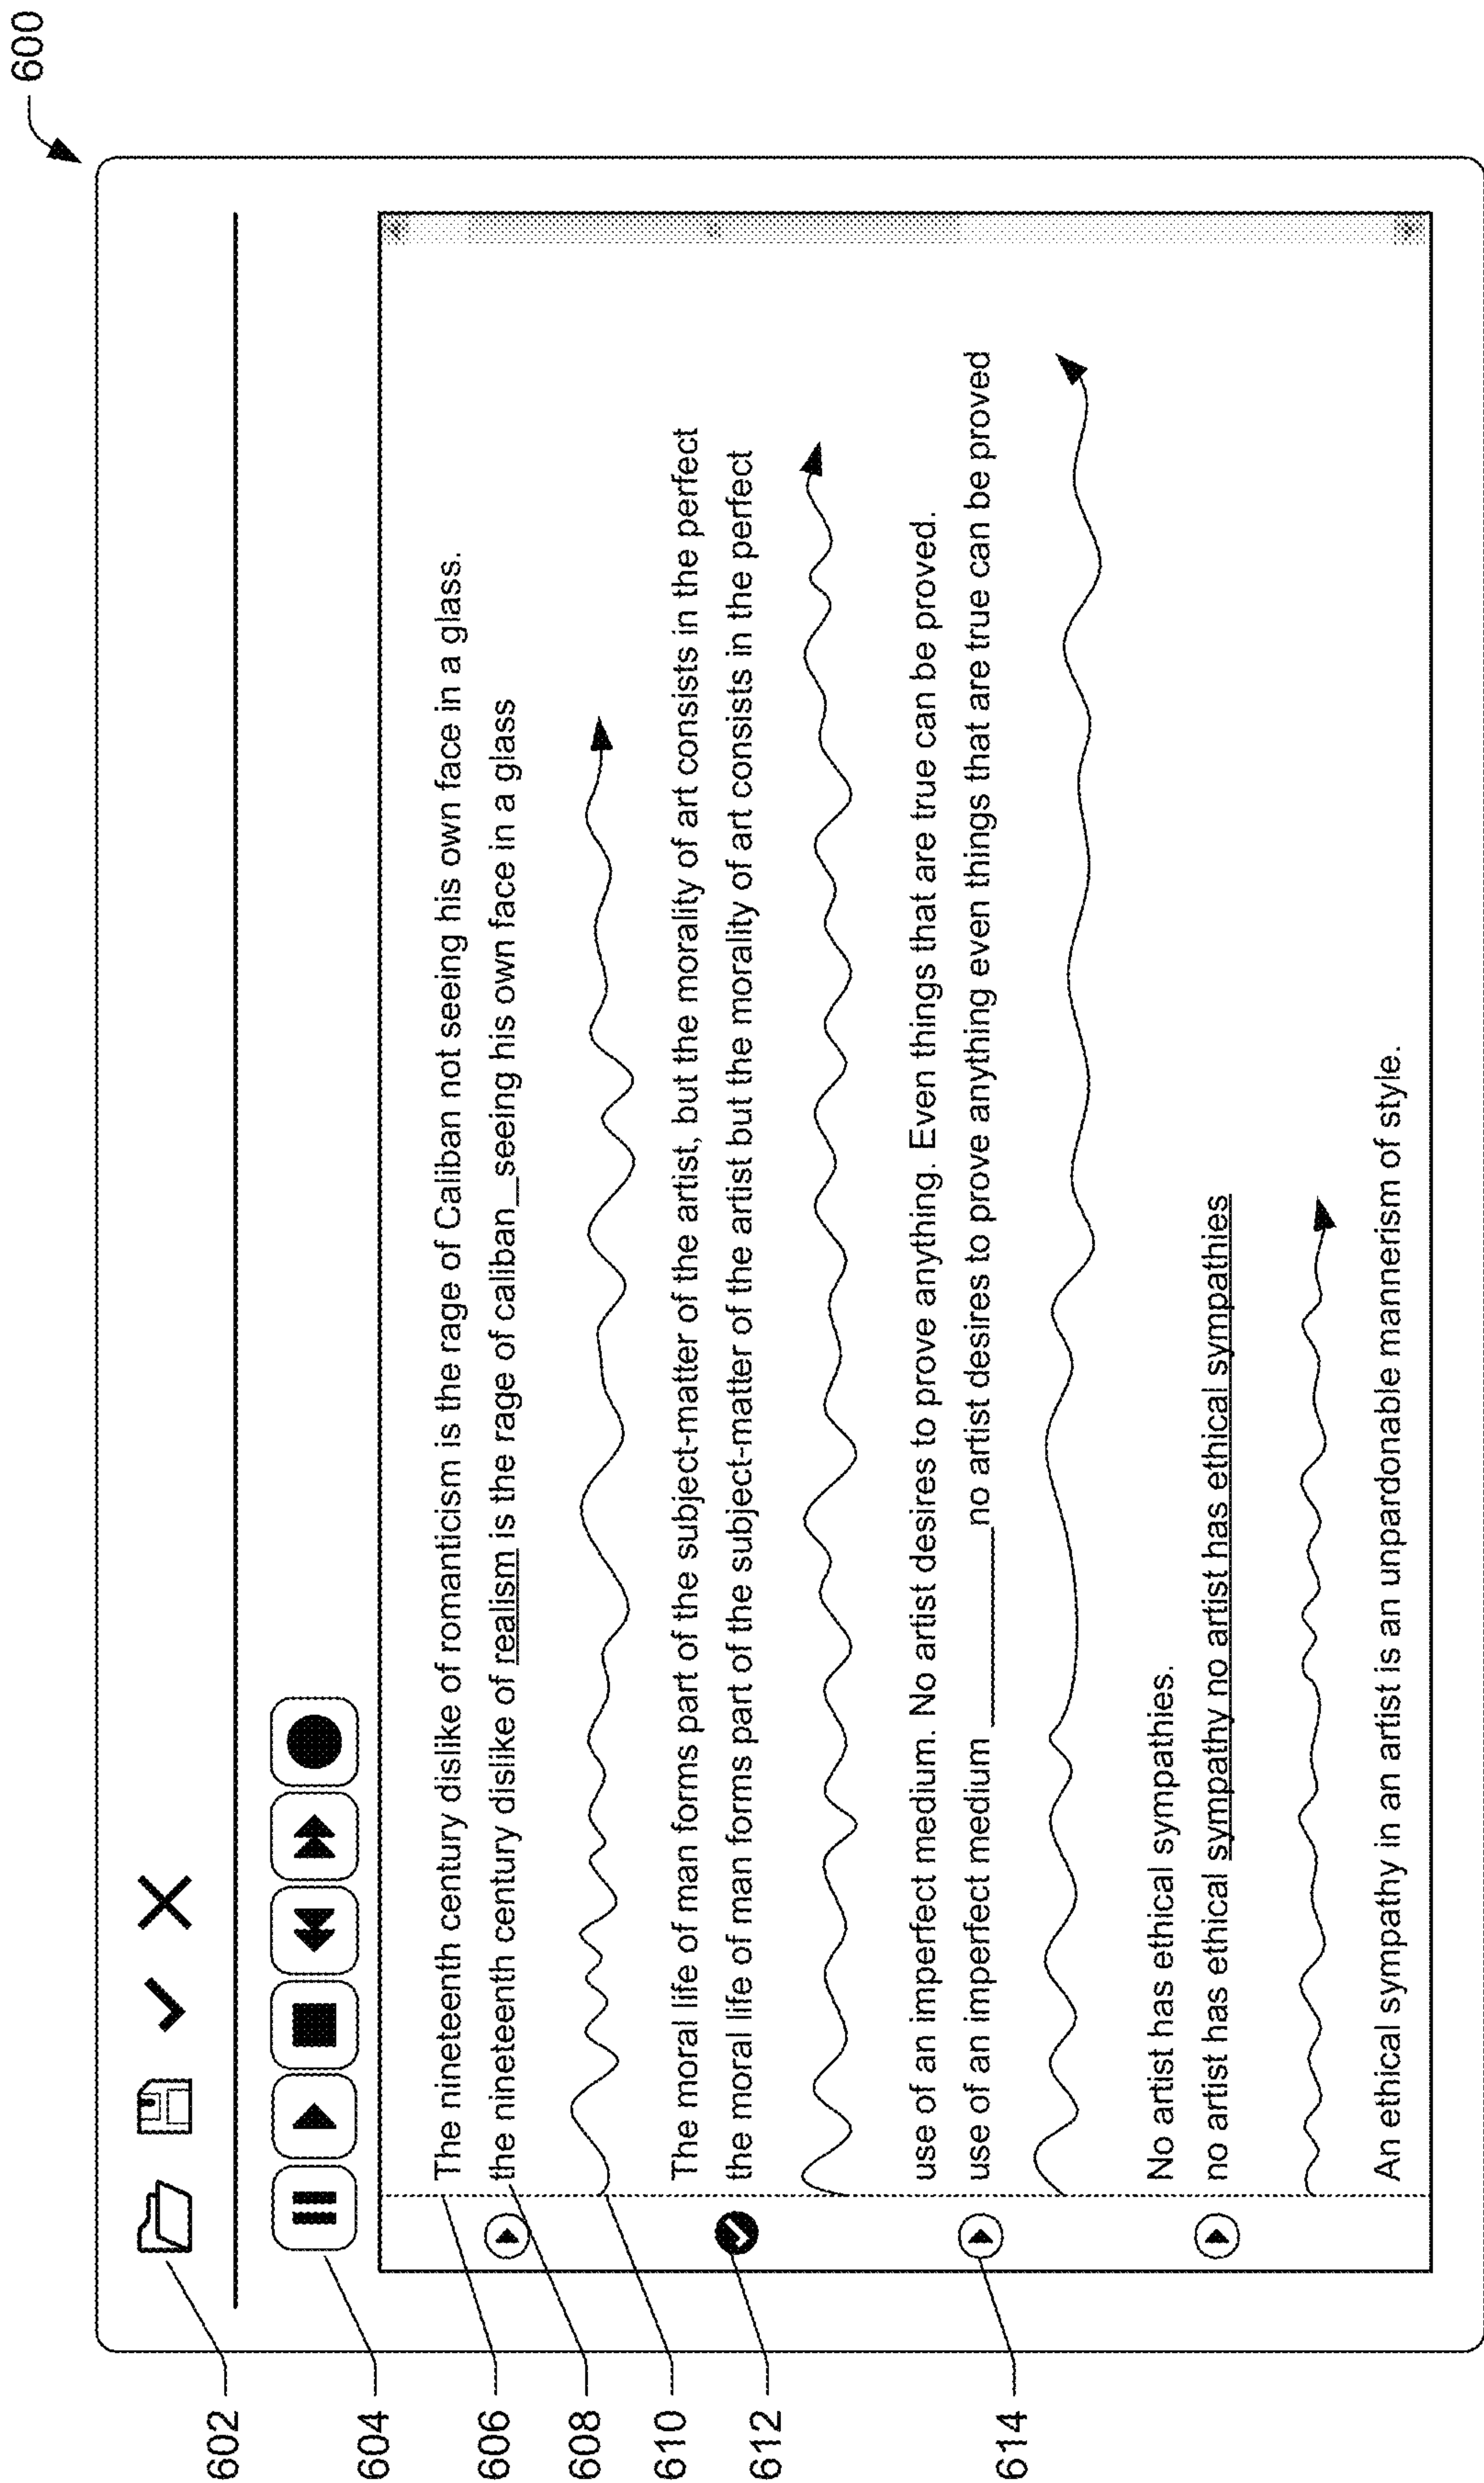 600
602
604
606
608
610
612
614
The nineteenth century dislike of romanticism is the rage of Caliban not seeing his own face in a glass.
the nineteenth century dislike of realism is the rage of caliban__seeing his own face in a glass
The moral life of man forms part of the subject-matter of the artist, but the morality of art consists in the perfect
the moral life of man forms part of the subject-matter of the artist but the morality of art consists in the perfect
use of an imperfect medium. No artist desires to prove anything. Even things that are true can be proved.
use of an imperfect medium ____________no artist desires to prove anything even things that are true can be proved
No artist has ethical sympathies.
no artist has ethical sympathy no artist has ethical sympathies
An ethical sympathy in an artist is an unpardonable mannerism of style.